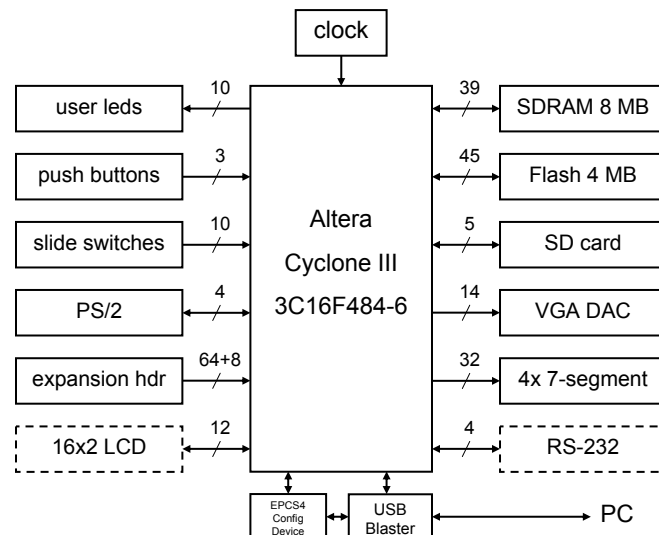 clock
10
user leds
39
SDRAM 8 MB
3
push buttons
45
Flash 4 MB
10
slide switches
5
SD card
Altera
Cyclone III
3C16F484-6
4
PS/2
14
VGA DAC
64+8
expansion hdr
32
4x 7-segment
12
16x2 LCD
4
RS-232
EPCS4
Config
Device
USB
Blaster
PC